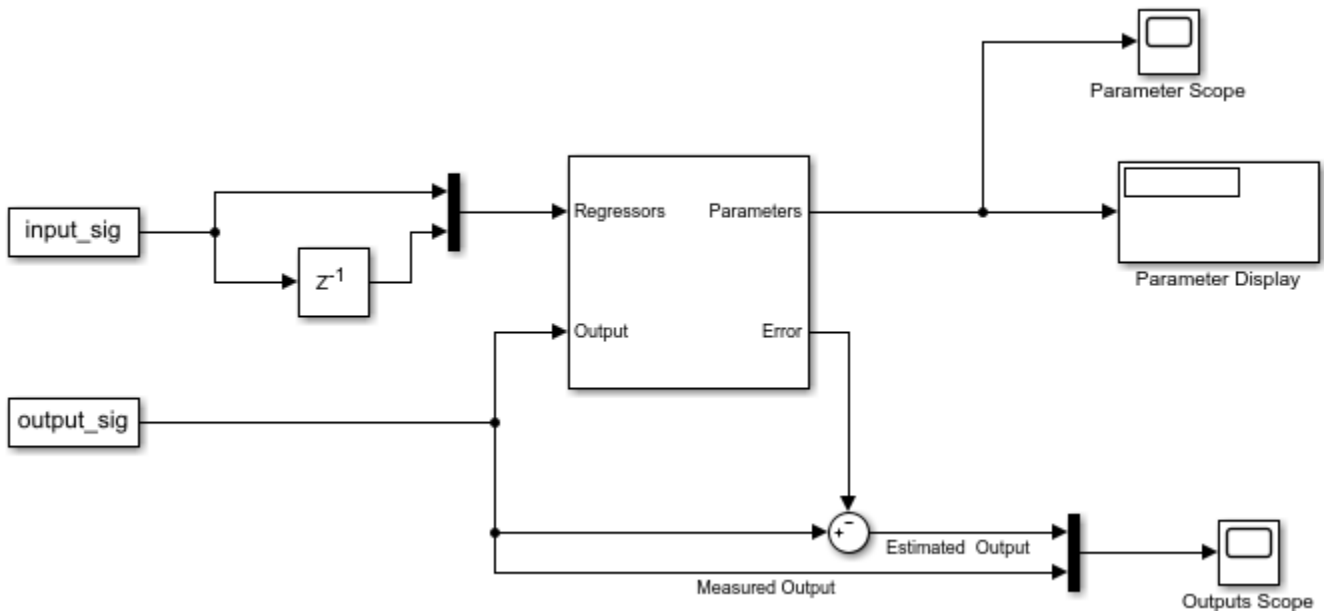 Parameter Scope
input_sig
Z-1
Regressors
Parameters
Parameter Display
Output
Error
output_sig
-
+
Estimated Output
Measured Output
Outputs Scope